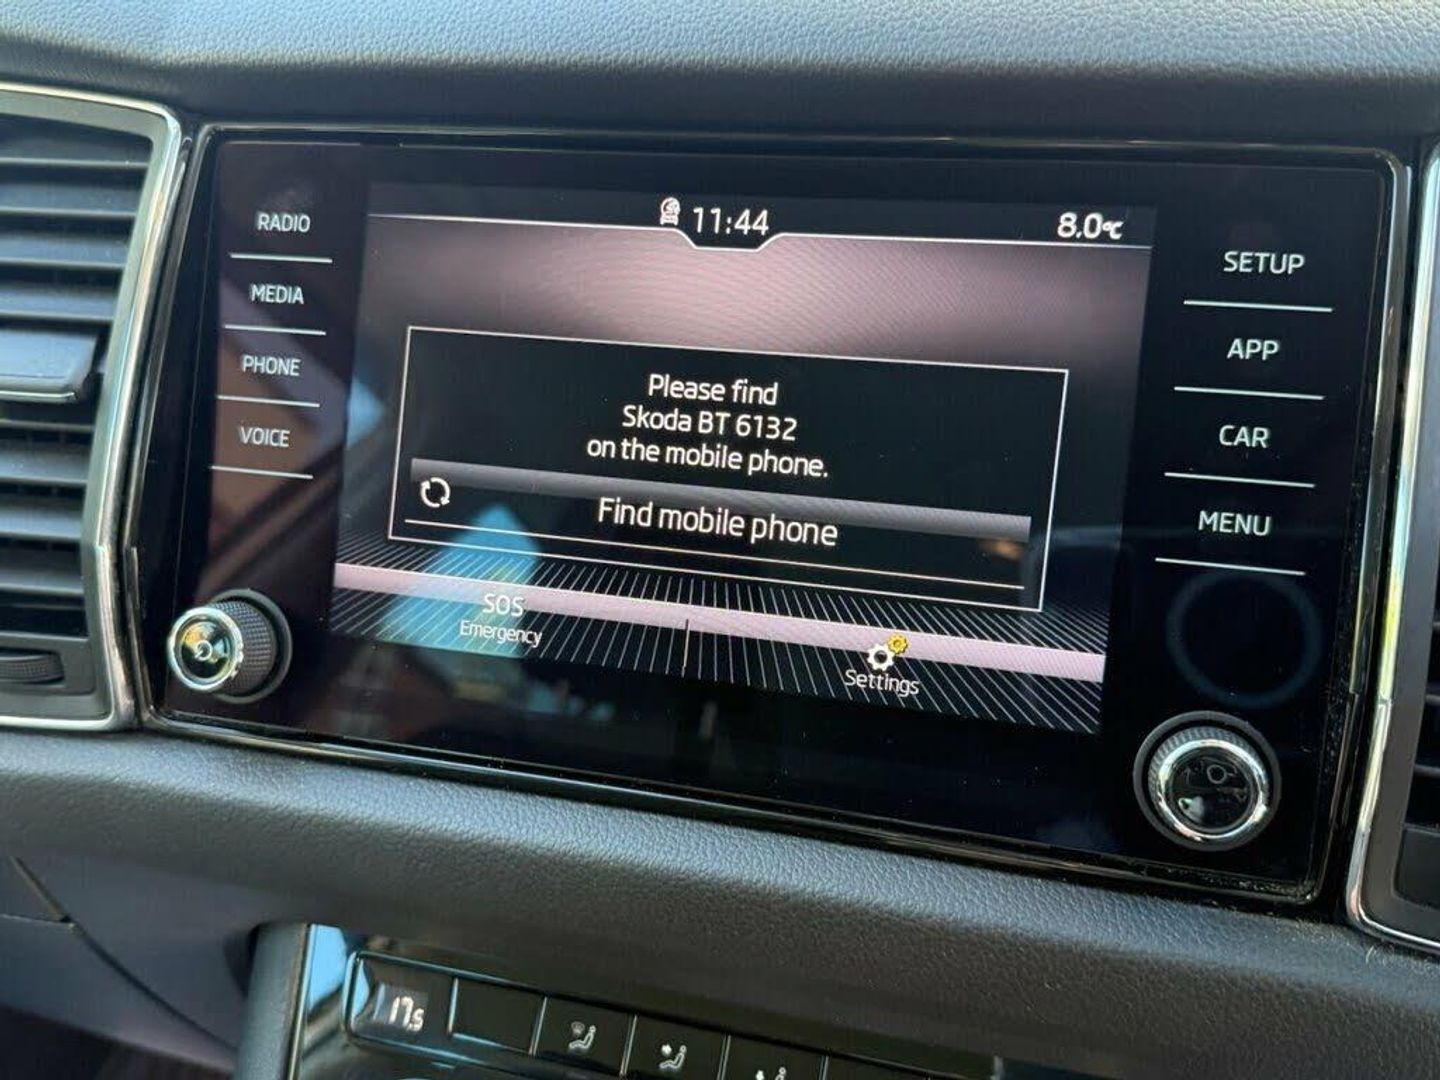 RADIO
MEDIA
PHONE
VOICE
11:44
8.0°C
Please find
Skoda BT 6132
on the mobile phone.
Find mobile phone
SOS
Emergency
Settings
SETUP
APP
CAR
MENU
17.5